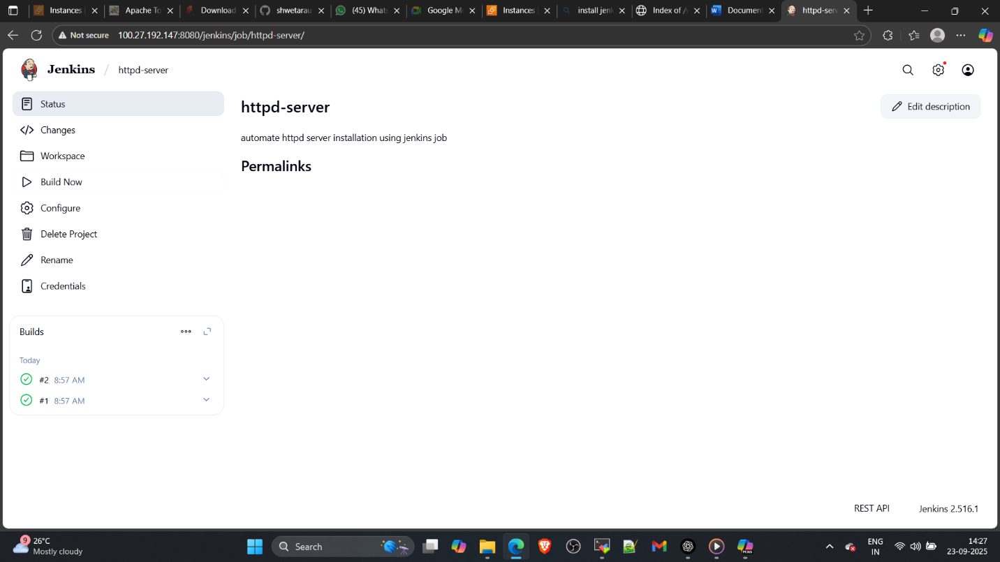 Instances
Apache To
Download
shwetarau
(45) What
Google M
Instances
install jen
Index of /
Document
httpd-serv
Not secure
100.27.192.147:8080/jenkins/job/httpd-server/
Jenkins / httpd-server
Status
Changes
Workspace
Build Now
Configure
Delete Project
Rename
Credentials
Builds
Today
#2 8:57 AM
#1 8:57 AM
httpd-server
Edit description
automate httpd server installation using jenkins job
Permalinks
REST API
Jenkins 2.516.1
9
26°C
Mostly cloudy
Search
M365
ENG
IN
14:27
23-09-2025